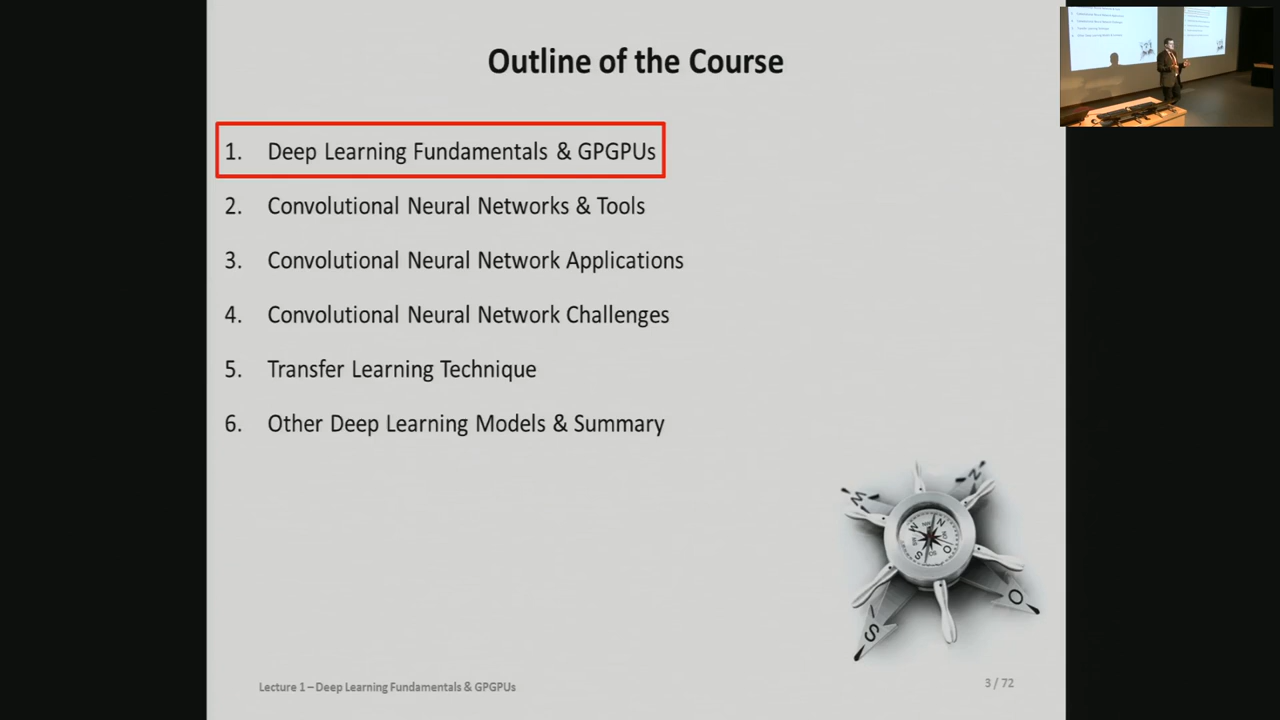 Outline of the Course
1. Deep Learning Fundamentals & GPGPUs
2. Convolutional Neural Networks & Tools
3. Convolutional Neural Network Applications
4. Convolutional Neural Network Challenges
5. Transfer Learning Technique
6. Other Deep Learning Models & Summary
N
O
S
Lecture 1 – Deep Learning Fundamentals & GPGPUs
3 / 72